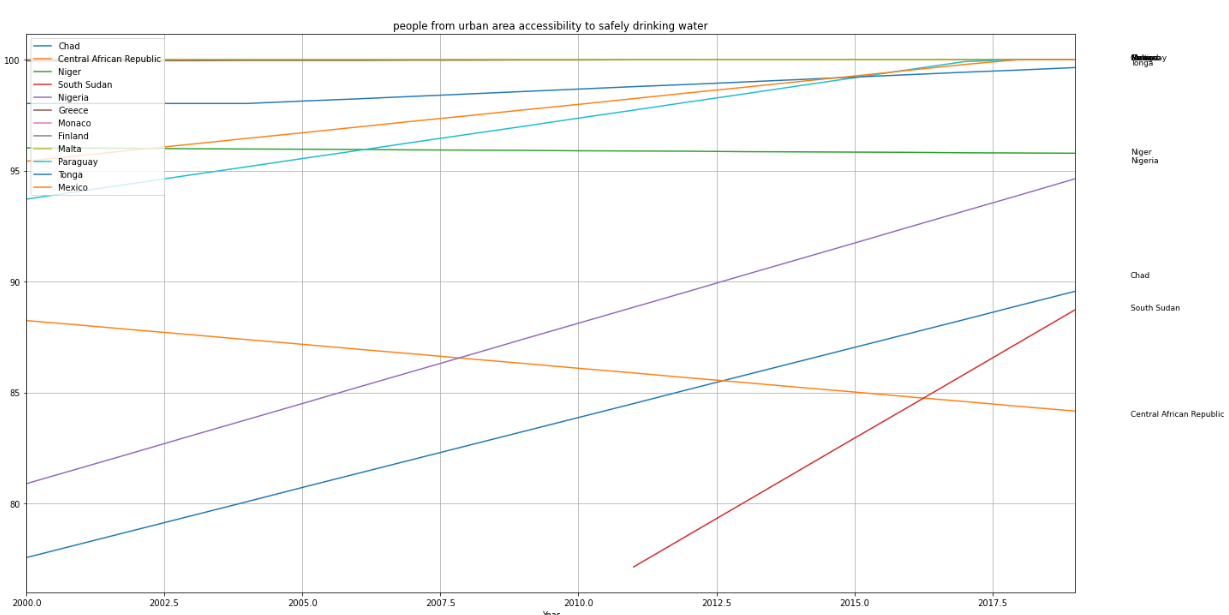 people from urban area accessibility to safely drinking water
Chad
Central African Republic
Niger
South Sudan
Nigeria
Greece
Monaco
Finland
Malta
Paraguay
Tonga
Mexico
100
95
90
85
80
2000.0 2002.5 2005.0 2007.5 2010.0 2012.5 2015.0 2017.5
Year
Tonga
Niger
Nigeria
Chad
South Sudan
Central African Republic